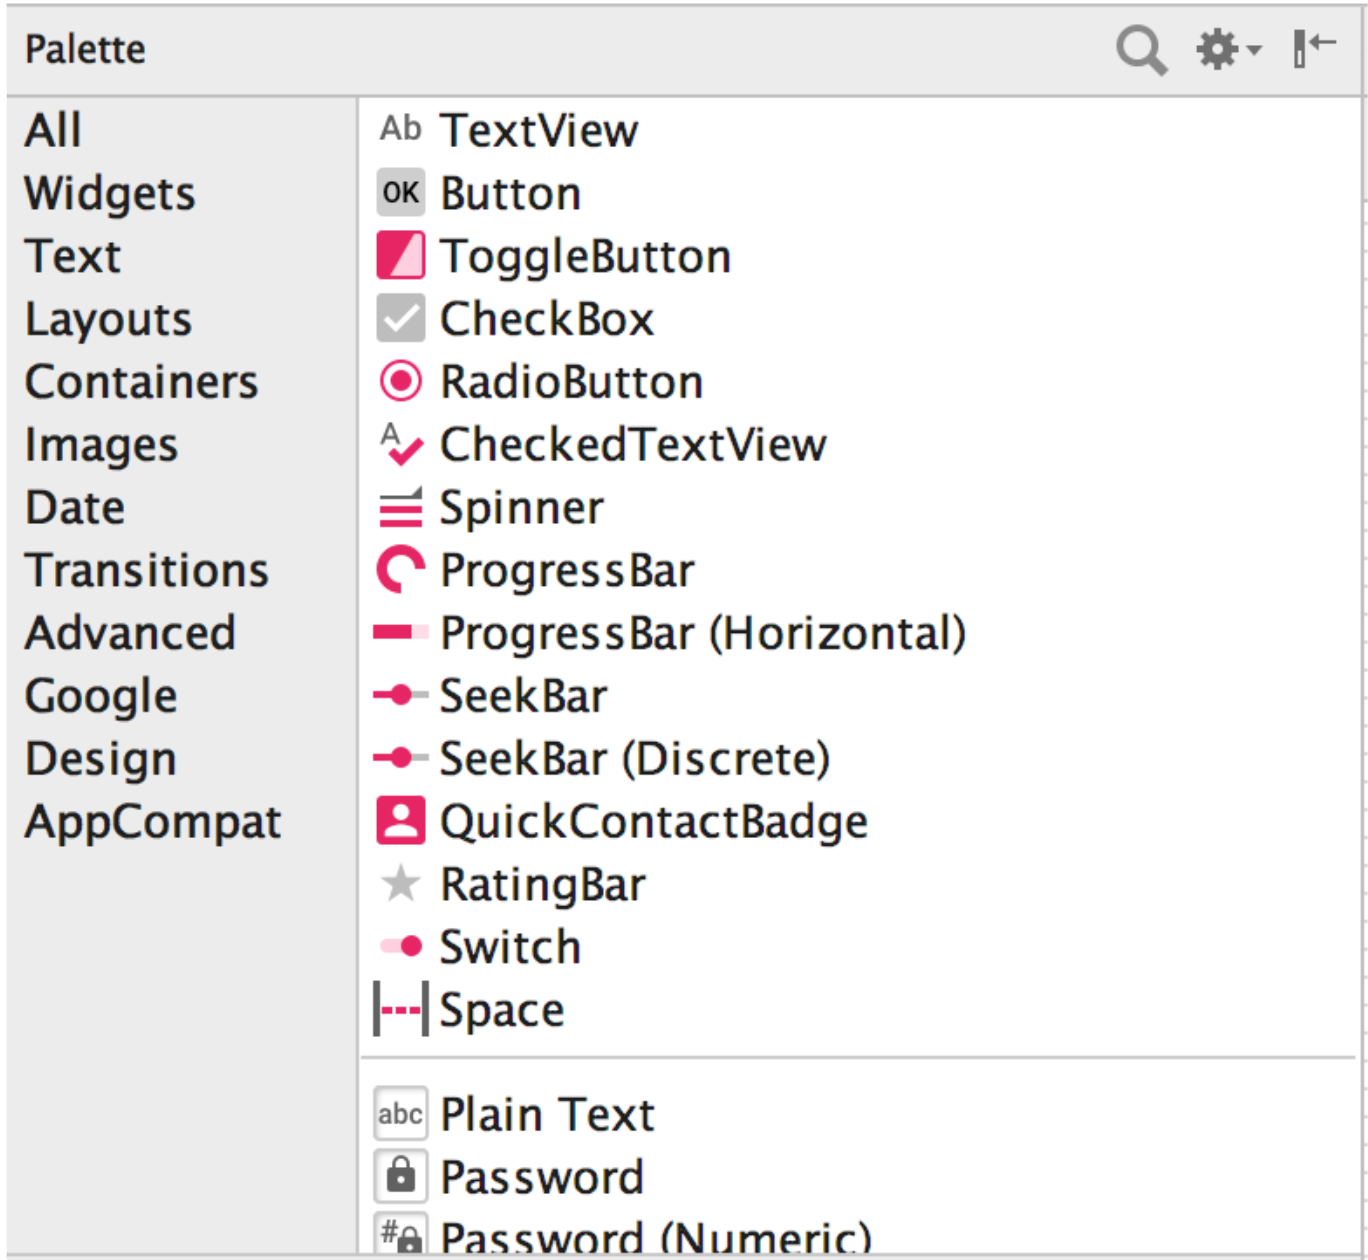 Palette
All
Widgets
Text
Layouts
Containers
Images
Date
Transitions
Advanced
Google
Design
AppCompat
Ab TextView
OK Button
ToggleButton
CheckBox
RadioButton
A CheckedTextView
Spinner
ProgressBar
ProgressBar (Horizontal)
SeekBar
SeekBar (Discrete)
QuickContactBadge
RatingBar
Switch
Space
abc Plain Text
Password
# Password (Numeric)